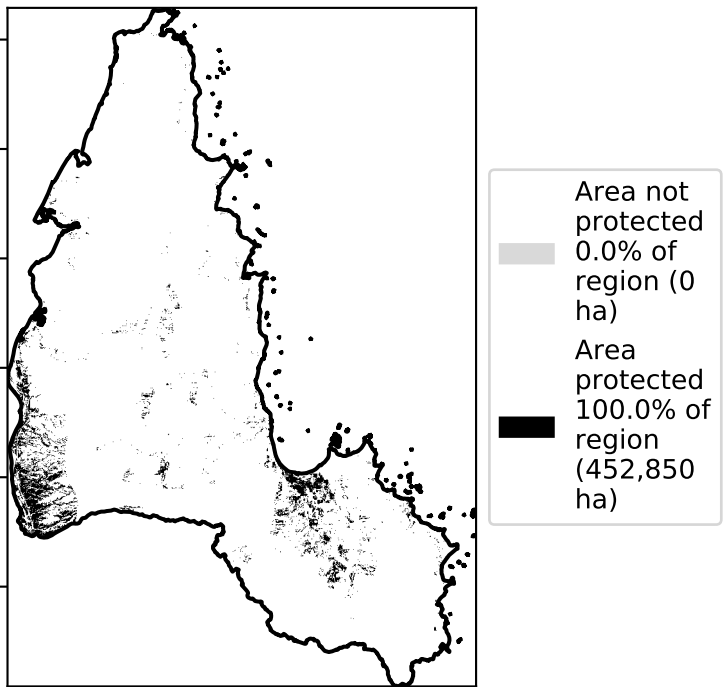 Area not
protected
0.0% of
region (0
ha)
Area
protected
100.0% of
region
(452,850
ha)